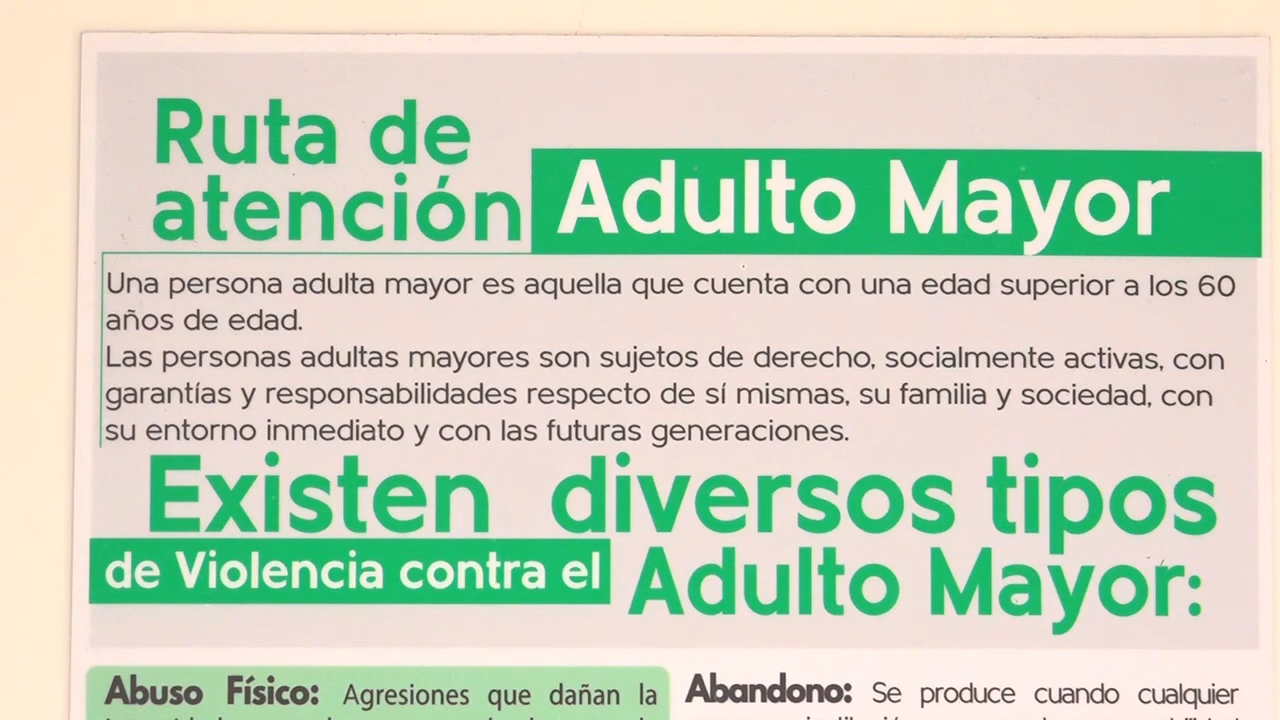 Ruta de
atención Adulto Mayor
Una persona adulta mayor es aquella que cuenta con una edad superior a los 60
años de edad.
Las personas adultas mayores son sujetos de derecho, socialmente activas, con
garantías y responsabilidades respecto de sí mismas, su familia y sociedad, con
su entorno inmediato y con las futuras generaciones.
Existen diversos tipos
de Violencia contra el Adulto Mayor:
Abuso Físico: Agresiones que dañan la
Abandono: Se produce cuando cualquier